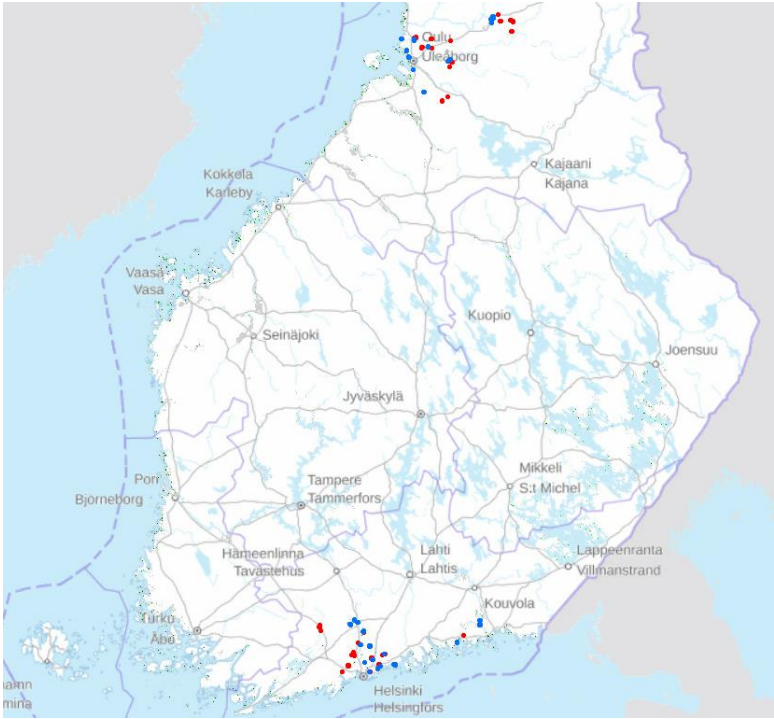 Oulu
Uleåborg
Kajaani
Kajana
Kokkola
Karleby
Vaasa
Vasa
Seinäjoki
Kuopio
Joensuu
Jyväskylä
Mikkeli
S:t Michel
Pori
Björneborg
Tampere
Tammerfors
Hämeenlinna
Tavastehus
Lahti
Lahtis
Lappeenranta
Villmanstrand
Kouvola
Turku
Åbo
Helsinki
Helsingfors